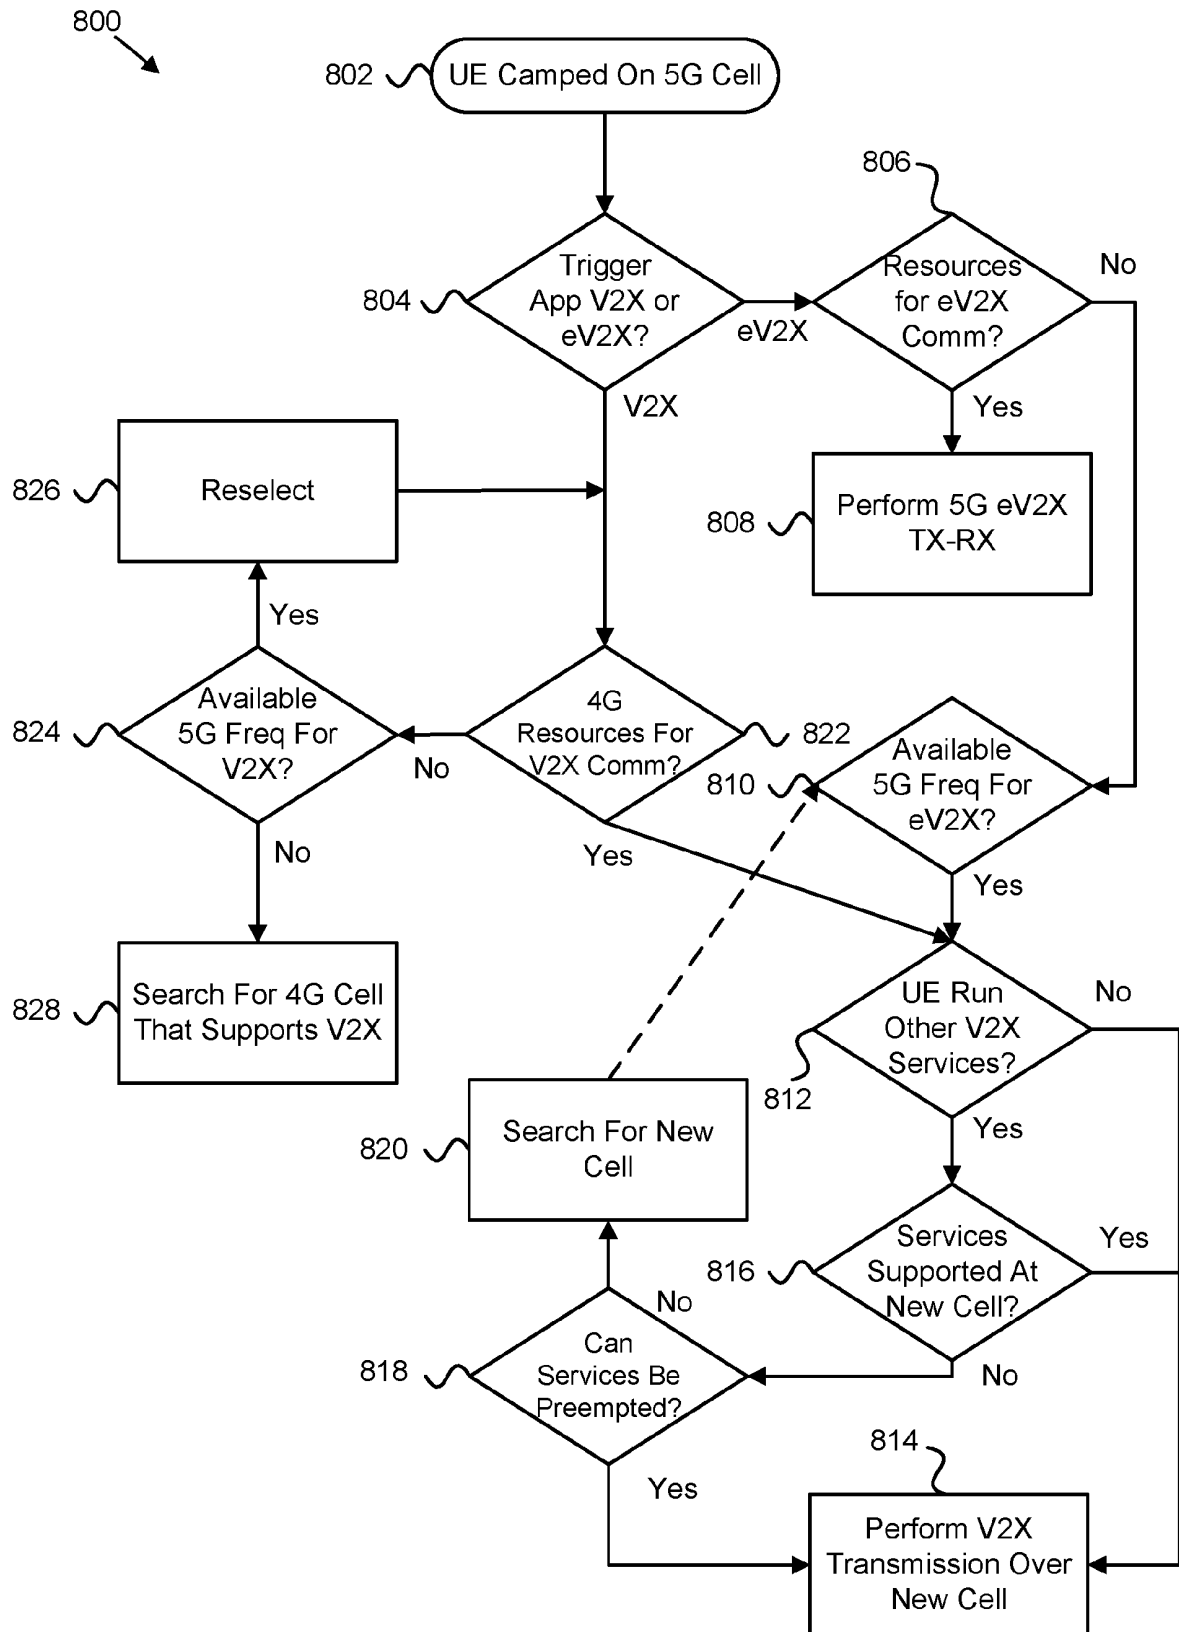 800
802
UE Camped On 5G Cell
804
Trigger
App V2X or
eV2X?
eV2X
V2X
806
Resources
for eV2X
Comm?
No
Yes
808
Perform 5G eV2X
TX-RX
826
Reselect
Yes
824
Available
5G Freq For
V2X?
No
No
828
Search For 4G Cell
That Supports V2X
4G
Resources For
V2X Comm?
822
Yes
810
Available
5G Freq For
eV2X?
Yes
812
UE Run
Other V2X
Services?
No
Yes
820
Search For New
Cell
816
Services
Supported At
New Cell?
Yes
No
818
Can
Services Be
Preempted?
No
Yes
814
Perform V2X
Transmission Over
New Cell